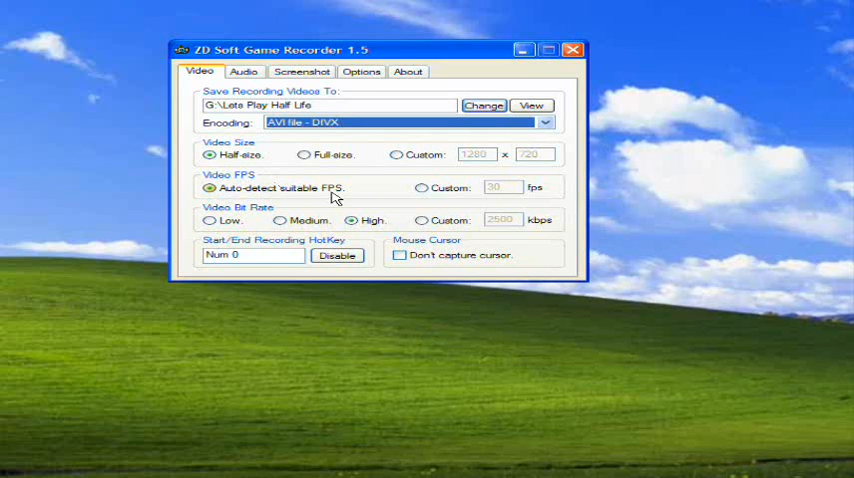 ZD Soft Game Recorder 1.5
Video Audio Screenshot Options About
Save Recording Videos To:
G:\Lets Play Half Life Change View
Encoding: AVI file - DIVX
Video Size
Half-size. Full-size. Custom: 1280 x 720
Video FPS
Auto-detect suitable FPS. Custom: 30 fps
Video Bit Rate
Low. Medium. High. Custom: 2500 kbps
Start/End Recording HotKey Mouse Cursor
Num 0 Disable Don't capture cursor.